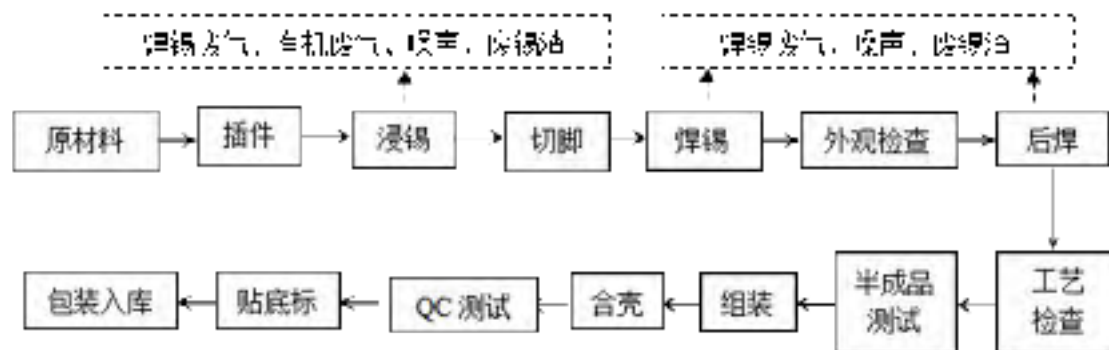 焊锡废气、有机废气、噪声、废锡渣
焊锡废气、噪声、废锡渣
原材料
插件
浸锡
切脚
焊锡
外观检查
后焊
包装入库
贴底标
QC 测试
合壳
组装
半成品
测试
工艺
检查